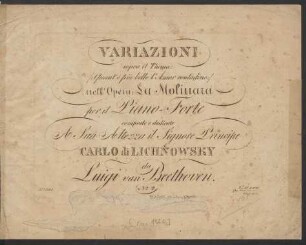 VARIAZIONI
sopra il Thema
Quant' è più bello l'Amor contadino
nell' Opera La Molinara
per il Piano-Forte
composte e dedicate
A Sua Altezza il Signore Principe
CARLO de LICHNOWSKY
da
Luigi van Beethoven.